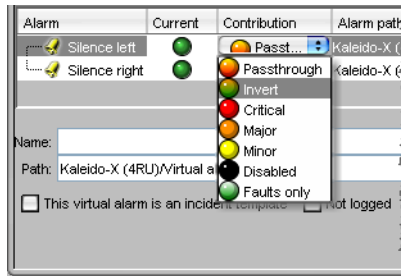 Alarm Current Contribution Alarm path
Silence left Passt... Kaleido-X (
Silence right Passthrough Kaleido-X (
Invert
Critical
Major
Name: Minor
Path: Kaleido-X (4RU)/Virtual a Disabled
Faults only
This virtual alarm is an incident template Not logged